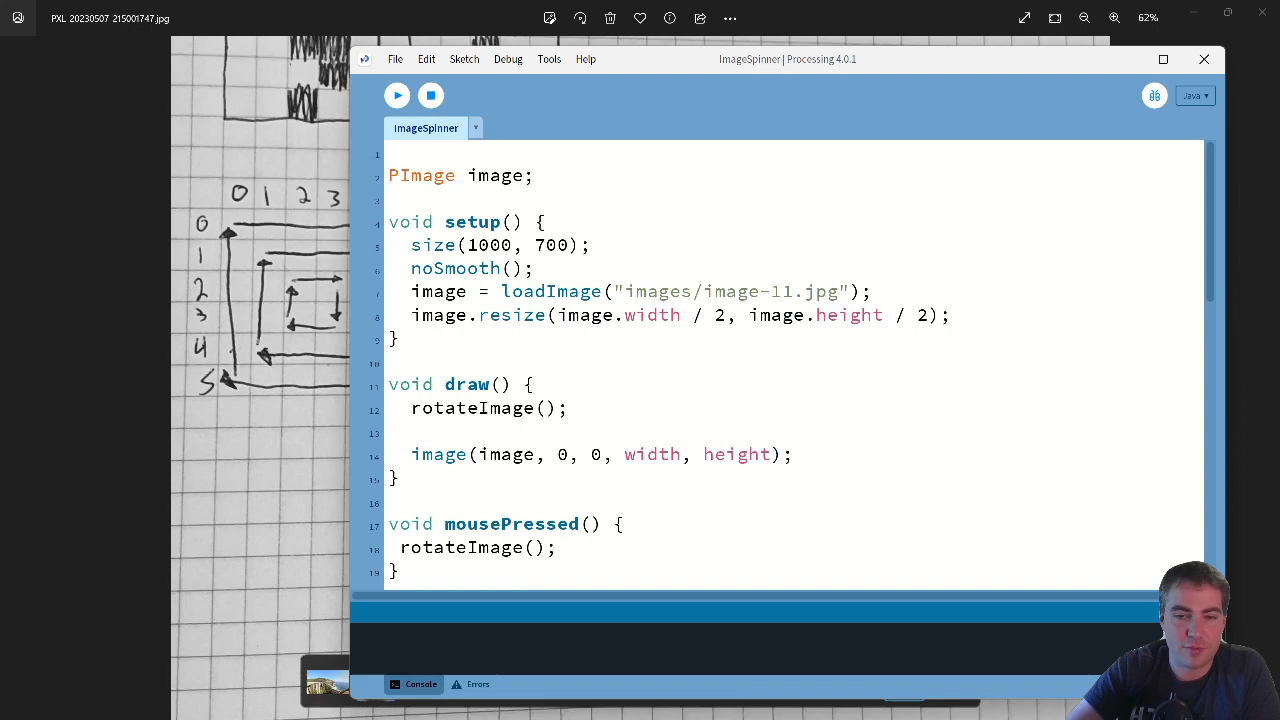 PXL 20230507 215001747.jpg
62%
File Edit Sketch Debug Tools Help
ImageSpinner | Processing 4.0.1
Java
ImageSpinner
1
2 PImage image;
3
4 void setup() {
5 size(1000, 700);
6 noSmooth();
7 image = loadImage("images/image-11.jpg");
8 image.resize(image.width / 2, image.height / 2);
9 }
10
11 void draw() {
12 rotateImage();
13
14 image(image, 0, 0, width, height);
15 }
16
17 void mousePressed() {
18 rotateImage();
19 }
0 1 2 3
0
1
2
3
4
5
Console Errors